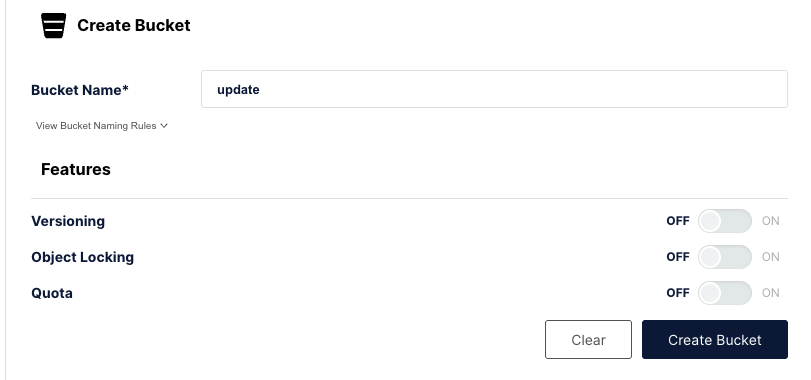 Create Bucket
Bucket Name* update
View Bucket Naming Rules
Features
Versioning OFF ON
Object Locking OFF ON
Quota OFF ON
Clear Create Bucket